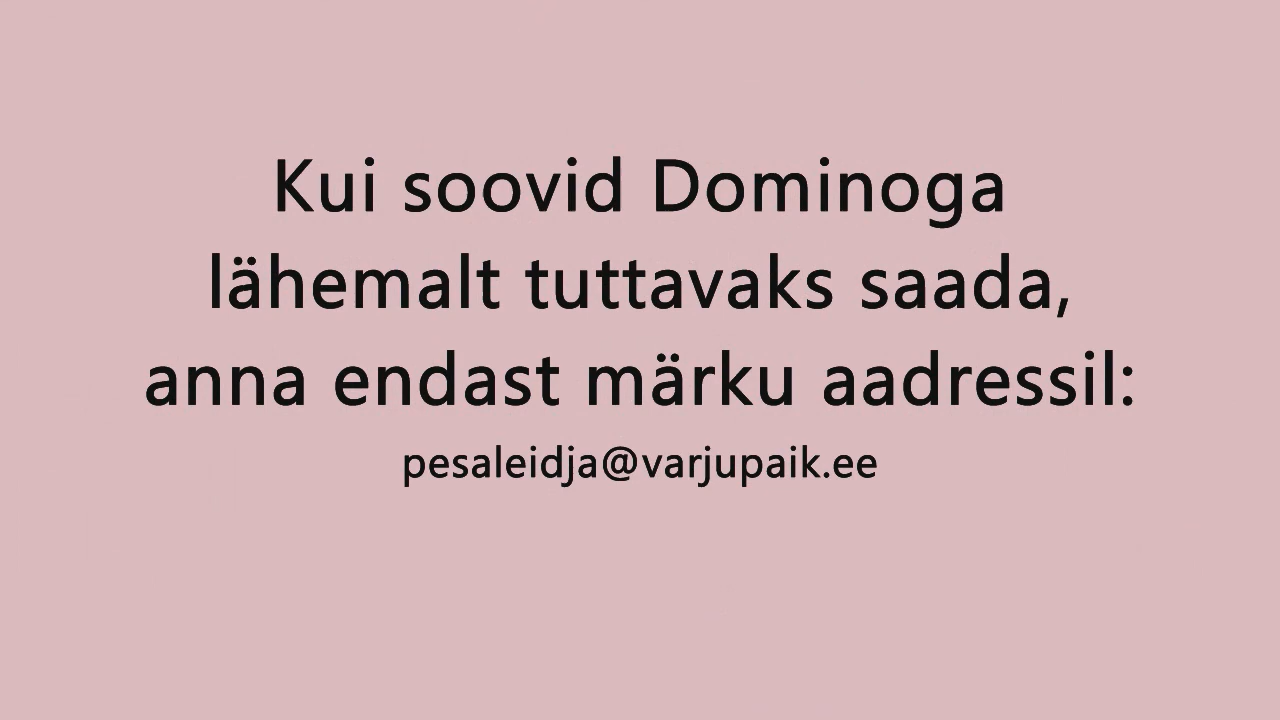 Kui soovid Dominoga
lähemalt tuttavaks saada,
anna endast märku aadressil:
pesaleidja@varjupaik.ee